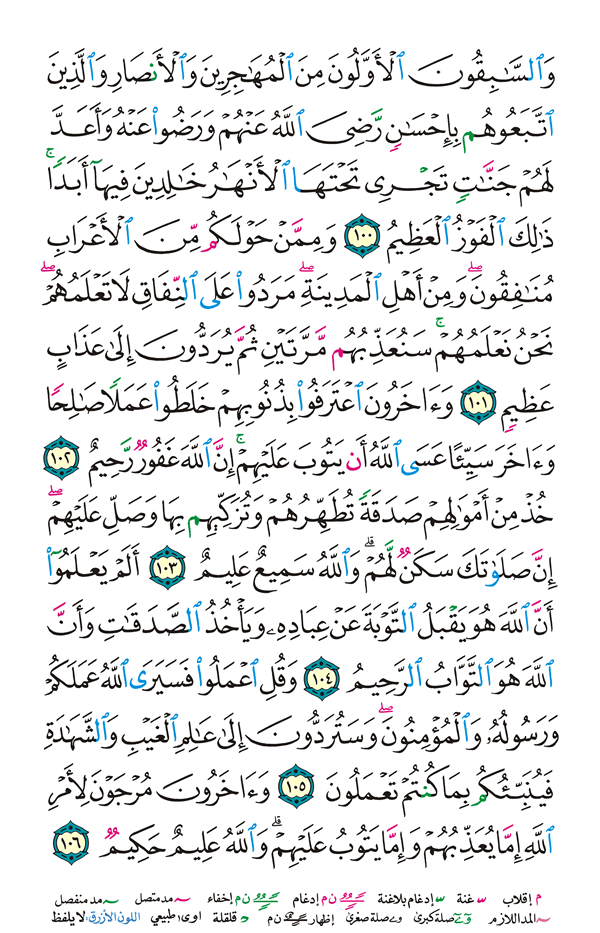 وَٱلسَّٰبِقُونَ ٱلْأَوَّلُونَ مِنَ ٱلْمُهَٰجِرِينَ وَٱلْأَنصَارِ وَٱلَّذِينَ
ٱتَّبَعُوهُم بِإِحْسَٰنٍ رَّضِىَ ٱللَّهُ عَنْهُمْ وَرَضُوا۟ عَنْهُ وَأَعَدَّ
لَهُمْ جَنَّٰتٍ تَجْرِى تَحْتَهَا ٱلْأَنْهَٰرُ خَٰلِدِينَ فِيهَآ أَبَدًا ۚ
ذَٰلِكَ ٱلْفَوْزُ ٱلْعَظِيمُ ١٠٠ وَمِمَّنْ حَوْلَكُم مِّنَ ٱلْأَعْرَابِ
مُنَٰفِقُونَ ۖ وَمِنْ أَهْلِ ٱلْمَدِينَةِ ۖ مَرَدُوا۟ عَلَى ٱلنِّفَاقِ لَا تَعْلَمُهُمْ ۖ
نَحْنُ نَعْلَمُهُمْ ۚ سَنُعَذِّبُهُم مَّرَّتَيْنِ ثُمَّ يُرَدُّونَ إِلَىٰ عَذَابٍ
عَظِيمٍ ١٠١ وَءَاخَرُونَ ٱعْتَرَفُوا۟ بِذُنُوبِهِمْ خَلَطُوا۟ عَمَلًا صَٰلِحًا
وَءَاخَرَ سَيِّئًا عَسَى ٱللَّهُ أَن يَتُوبَ عَلَيْهِمْ ۚ إِنَّ ٱللَّهَ غَفُورٌ رَّحِيمٌ ١٠٢
خُذْ مِنْ أَمْوَٰلِهِمْ صَدَقَةً تُطَهِّرُهُمْ وَتُزَكِّيهِم بِهَا وَصَلِّ عَلَيْهِمْ ۖ
إِنَّ صَلَوٰتَكَ سَكَنٌ لَّهُمْ ۗ وَٱللَّهُ سَمِيعٌ عَلِيمٌ ١٠٣ أَلَمْ يَعْلَمُوٓا۟
أَنَّ ٱللَّهَ هُوَ يَقْبَلُ ٱلتَّوْبَةَ عَنْ عِبَادِهِۦ وَيَأْخُذُ ٱلصَّدَقَٰتِ وَأَنَّ
ٱللَّهَ هُوَ ٱلتَّوَّابُ ٱلرَّحِيمُ ١٠٤ وَقُلِ ٱعْمَلُوا۟ فَسَيَرَى ٱللَّهُ عَمَلَكُمْ
وَرَسُولُهُۥ وَٱلْمُؤْمِنُونَ ۖ وَسَتُرَدُّونَ إِلَىٰ عَٰلِمِ ٱلْغَيْبِ وَٱلشَّهَٰدَةِ
فَيُنَبِّئُكُم بِمَا كُنتُمْ تَعْمَلُونَ ١٠٥ وَءَاخَرُونَ مُرْجَوْنَ لِأَمْرِ
ٱللَّهِ إِمَّا يُعَذِّبُهُمْ وَإِمَّا يَتُوبُ عَلَيْهِمْ ۗ وَٱللَّهُ عَلِيمٌ حَكِيمٌ ١٠٦
م إقلاب غنة إدغام بلاغنة ن م إدغام ن م إخفاء مد متصل مد منفصل
المد اللازم صلة كبرى صلة صغرى إظهار ن م قلقلة اوى: طبيعي اللون الأزرق: لا يلفظ